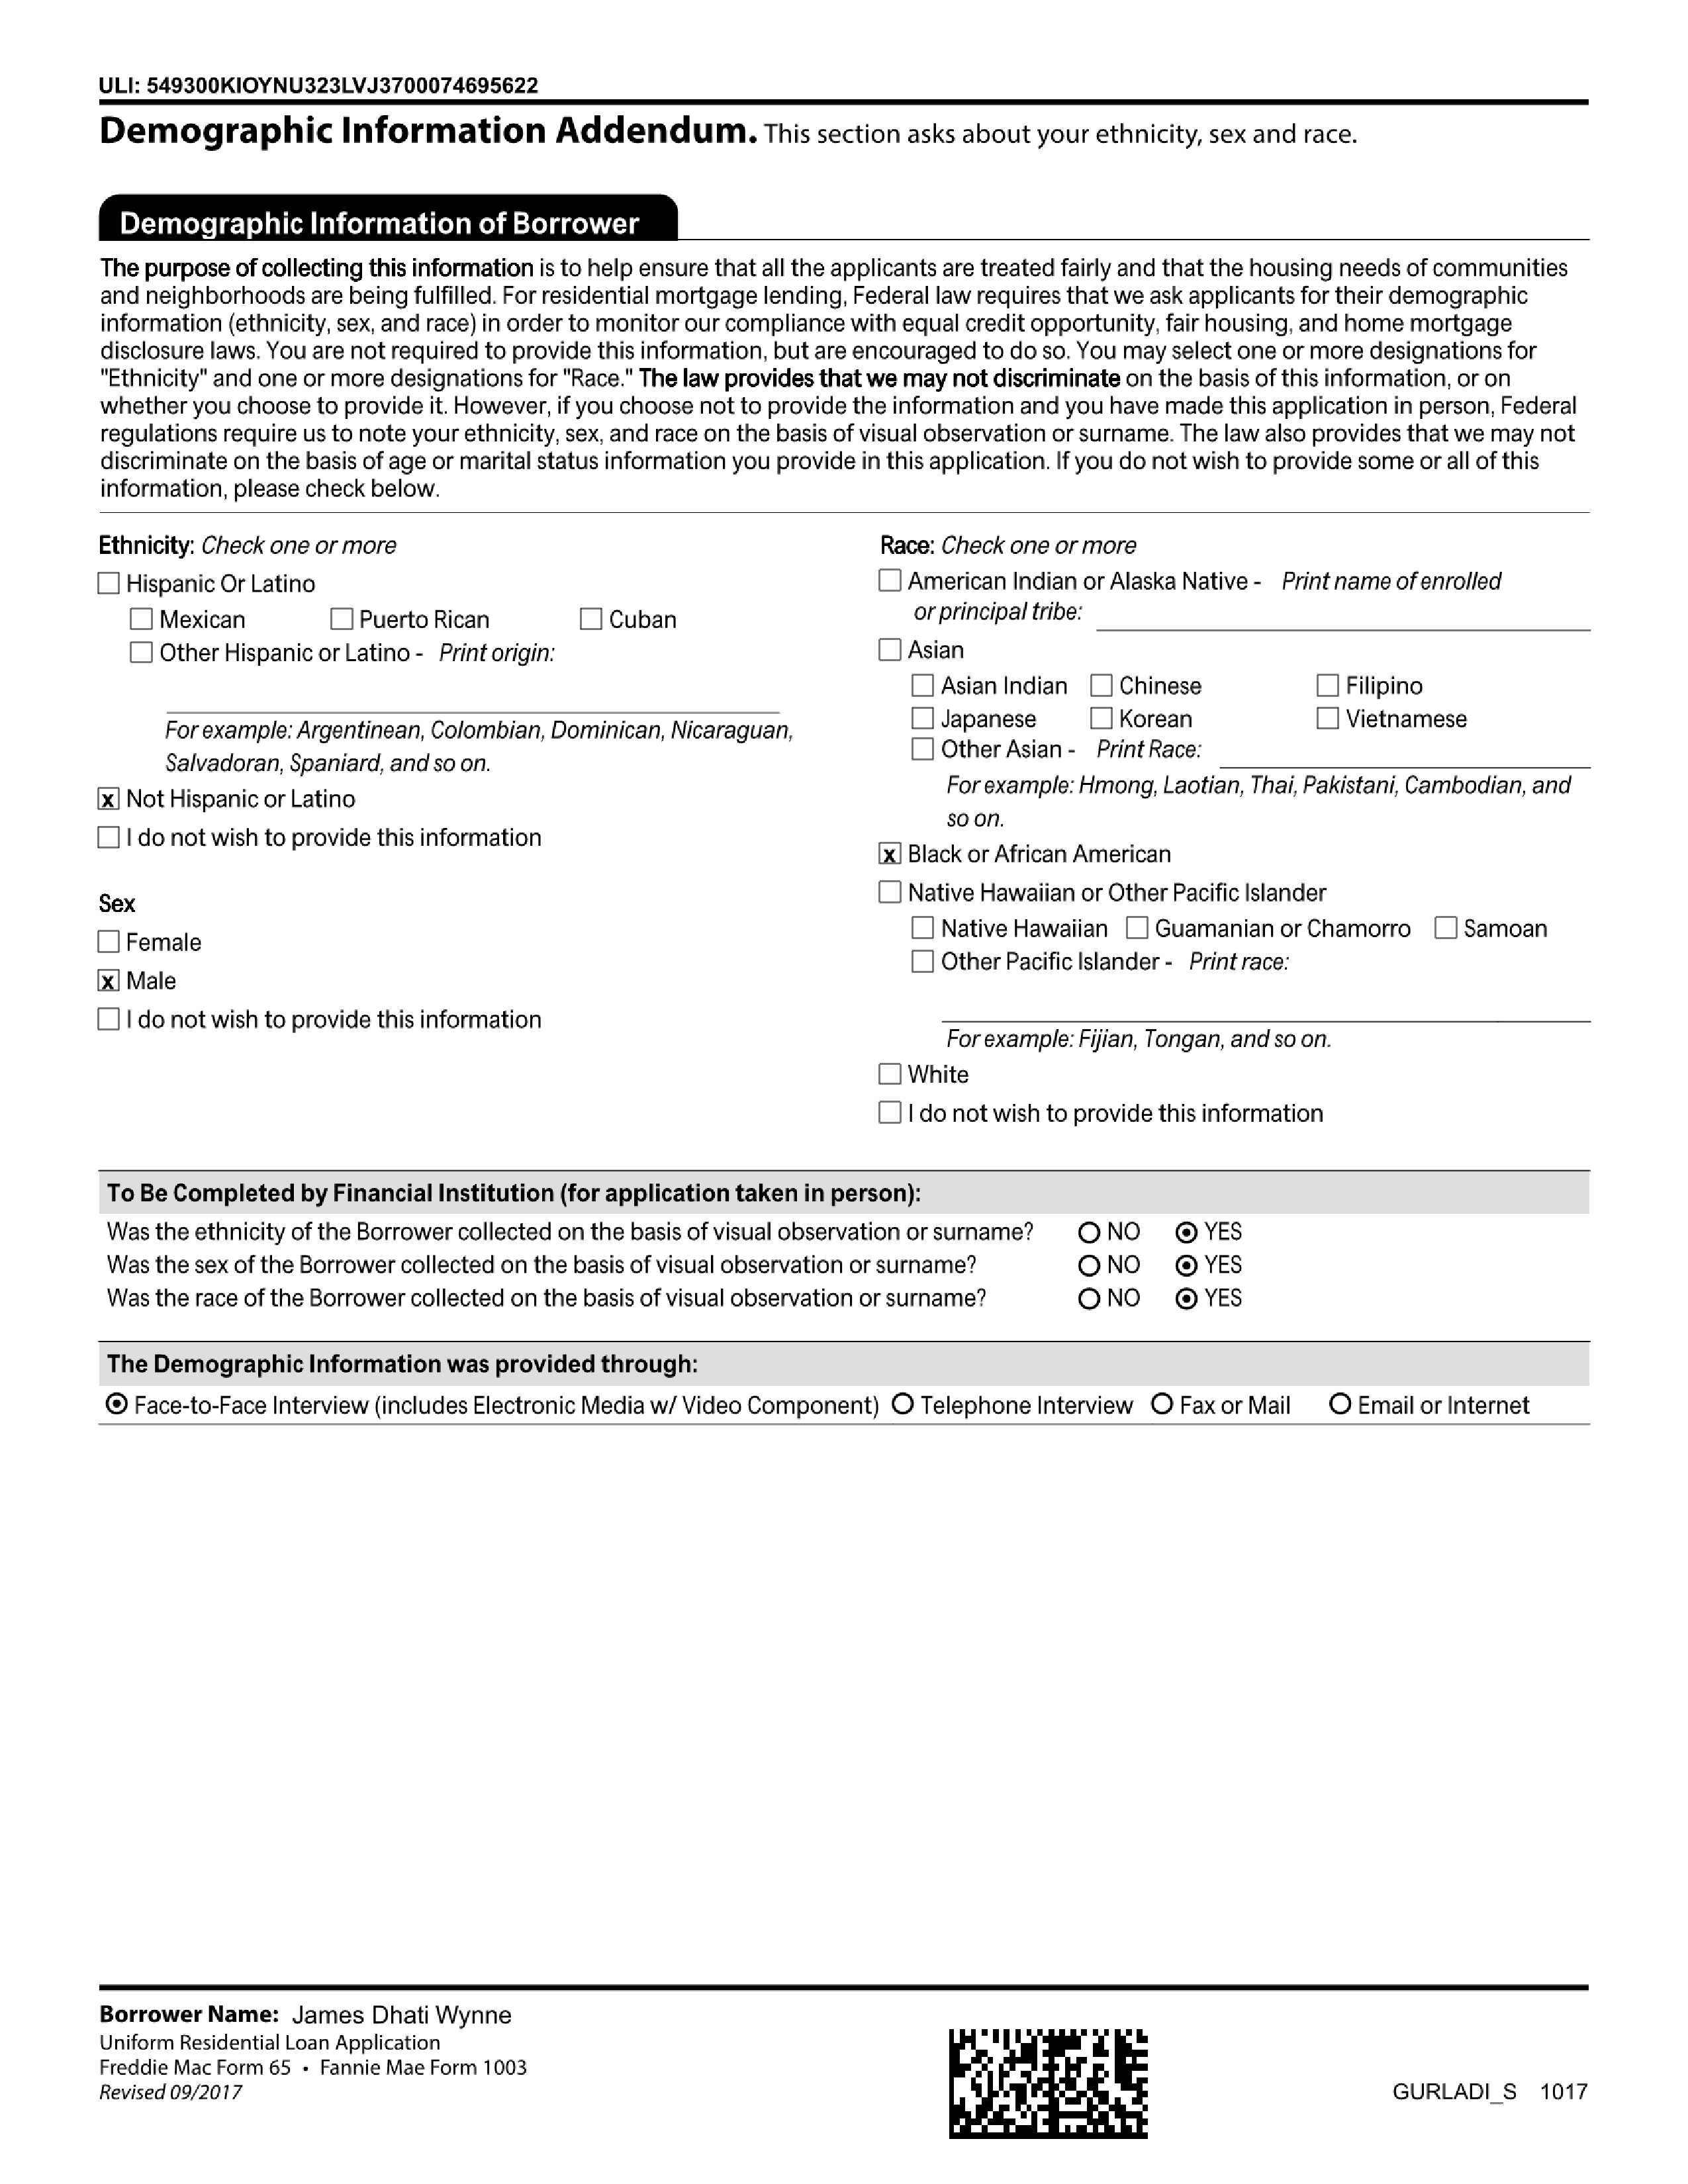 ULI: 549300KIOYNU323LVJ3700074695622
Demographic Information Addendum. This section asks about your ethnicity, sex and race.
Demographic Information of Borrower
The purpose of collecting this information is to help ensure that all the applicants are treated fairly and that the housing needs of communities
and neighborhoods are being fulfilled. For residential mortgage lending, Federal law requires that we ask applicants for their demographic
information (ethnicity, sex, and race) in order to monitor our compliance with equal credit opportunity, fair housing, and home mortgage
disclosure laws. You are not required to provide this information, but are encouraged to do so. You may select one or more designations for
"Ethnicity" and one or more designations for "Race." The law provides that we may not discriminate on the basis of this information, or on
whether you choose to provide it. However, if you choose not to provide the information and you have made this application in person, Federal
regulations require us to note your ethnicity, sex, and race on the basis of visual observation or surname. The law also provides that we may not
discriminate on the basis of age or marital status information you provide in this application. If you do not wish to provide some or all of this
information, please check below.
Ethnicity: Check one or more
Hispanic Or Latino
Mexican Puerto Rican Cuban
Other Hispanic or Latino - Print origin:
For example: Argentinean, Colombian, Dominican, Nicaraguan,
Salvadoran, Spaniard, and so on.
x Not Hispanic or Latino
I do not wish to provide this information
Sex
Female
x Male
I do not wish to provide this information
Race: Check one or more
American Indian or Alaska Native - Print name of enrolled
or principal tribe:
Asian
Asian Indian Chinese Filipino
Japanese Korean Vietnamese
Other Asian - Print Race:
For example: Hmong, Laotian, Thai, Pakistani, Cambodian, and
so on.
x Black or African American
Native Hawaiian or Other Pacific Islander
Native Hawaiian Guamanian or Chamorro Samoan
Other Pacific Islander - Print race:
For example: Fijian, Tongan, and so on.
White
I do not wish to provide this information
To Be Completed by Financial Institution (for application taken in person):
Was the ethnicity of the Borrower collected on the basis of visual observation or surname? NO YES
Was the sex of the Borrower collected on the basis of visual observation or surname? NO YES
Was the race of the Borrower collected on the basis of visual observation or surname? NO YES
The Demographic Information was provided through:
Face-to-Face Interview (includes Electronic Media w/ Video Component) Telephone Interview Fax or Mail Email or Internet
Borrower Name: James Dhati Wynne
Uniform Residential Loan Application
Freddie Mac Form 65 • Fannie Mae Form 1003
Revised 09/2017
GURLADI_S 1017